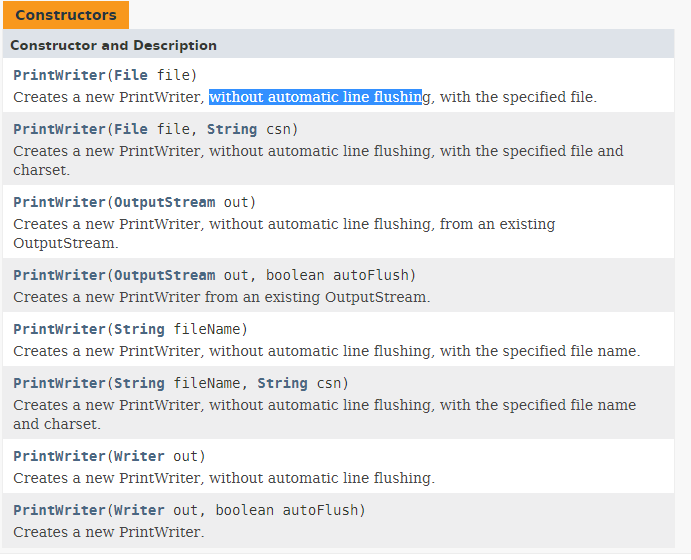 Constructors
Constructor and Description
PrintWriter(File file)
Creates a new PrintWriter, without automatic line flushing, with the specified file.
PrintWriter(File file, String csn)
Creates a new PrintWriter, without automatic line flushing, with the specified file and
charset.
PrintWriter(OutputStream out)
Creates a new PrintWriter, without automatic line flushing, from an existing
OutputStream.
PrintWriter(OutputStream out, boolean autoFlush)
Creates a new PrintWriter from an existing OutputStream.
PrintWriter(String fileName)
Creates a new PrintWriter, without automatic line flushing, with the specified file name.
PrintWriter(String fileName, String csn)
Creates a new PrintWriter, without automatic line flushing, with the specified file name
and charset.
PrintWriter(Writer out)
Creates a new PrintWriter, without automatic line flushing.
PrintWriter(Writer out, boolean autoFlush)
Creates a new PrintWriter.